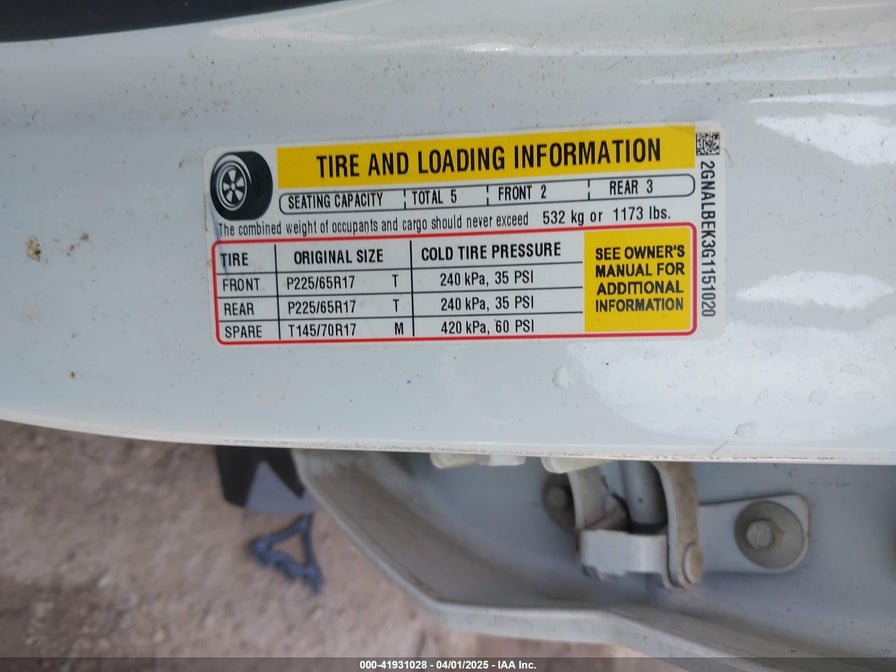 TIRE AND LOADING INFORMATION
SEATING CAPACITY TOTAL 5 FRONT 2 REAR 3
The combined weight of occupants and cargo should never exceed 532 kg or 1173 lbs.
TIRE ORIGINAL SIZE COLD TIRE PRESSURE
FRONT P225/65R17 T 240 kPa, 35 PSI
REAR P225/65R17 T 240 kPa, 35 PSI
SPARE T145/70R17 M 420 kPa, 60 PSI
SEE OWNER'S
MANUAL FOR
ADDITIONAL
INFORMATION
2GNALBEK3G1151020
000-41931028 - 04/01/2025 - IAA Inc.